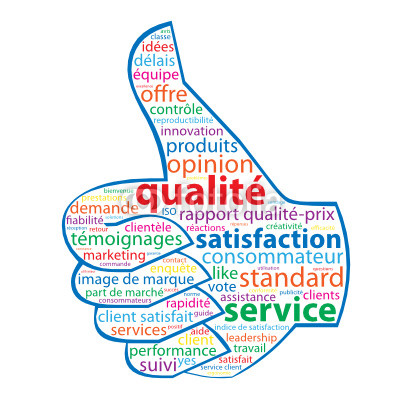 avis
classe
idées
délais
équipe
offre
contrôle
reproductibilité
innovation
produits
opinion
bienvenue
prestations
qualité
demande
ISO
rapport qualité-prix
fiabilité
retour
clientèle
réactions
créativité
témoignages
satisfaction
marketing
contact
consommateur
commande
enquête
like
utilisation
image de marque
standard
part de marché
norme
vote
consommateurs
rapidité
assistance
publicité
clients
client satisfait
guide
service
services
positif
aide
indice de satisfaction
client
leadership
performance
travail
suivi
yes
satisfait
service client